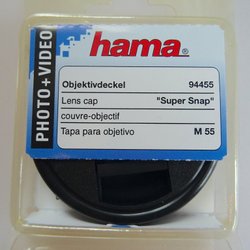 PHOTO+VIDEO
hama®
Objektivdeckel 94455
Lens cap "Super Snap"
couvre-objectif
Tapa para objetivo M 55